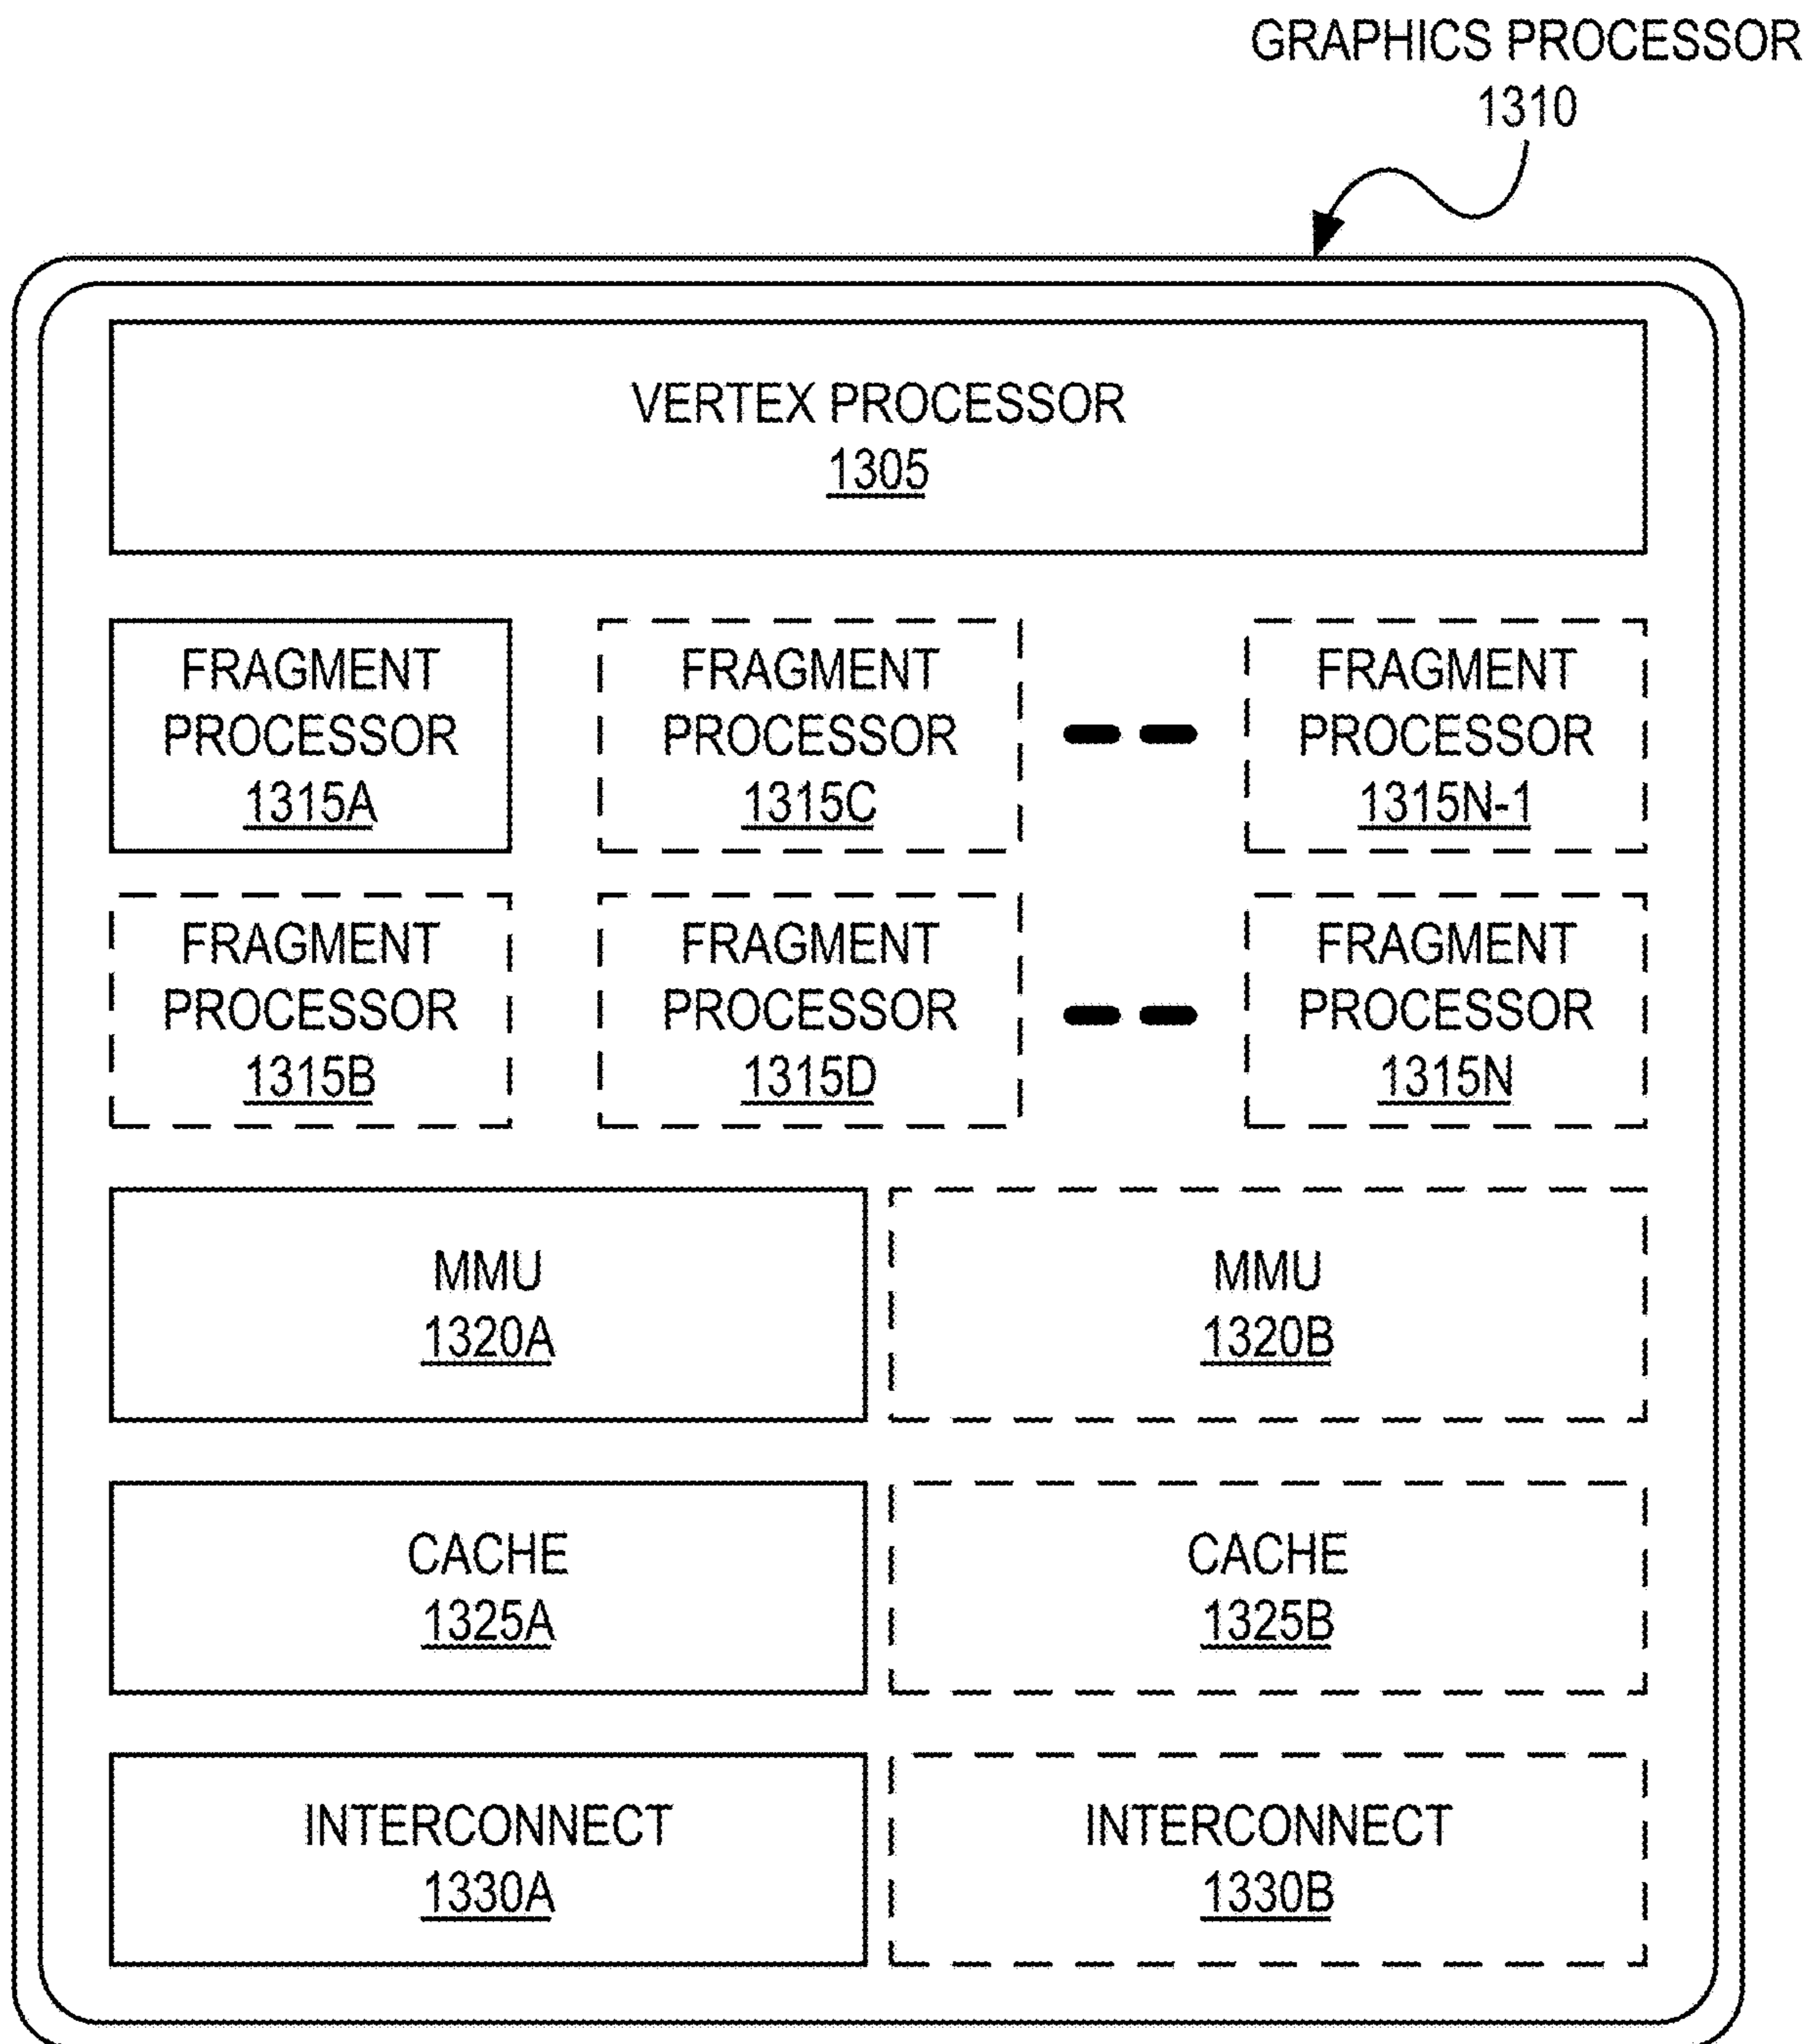 GRAPHICS PROCESSOR
1310
VERTEX PROCESSOR
1305
FRAGMENT
PROCESSOR
1315A
FRAGMENT
PROCESSOR
1315C
FRAGMENT
PROCESSOR
1315N-1
FRAGMENT
PROCESSOR
1315B
FRAGMENT
PROCESSOR
1315D
FRAGMENT
PROCESSOR
1315N
MMU
1320A
MMU
1320B
CACHE
1325A
CACHE
1325B
INTERCONNECT
1330A
INTERCONNECT
1330B